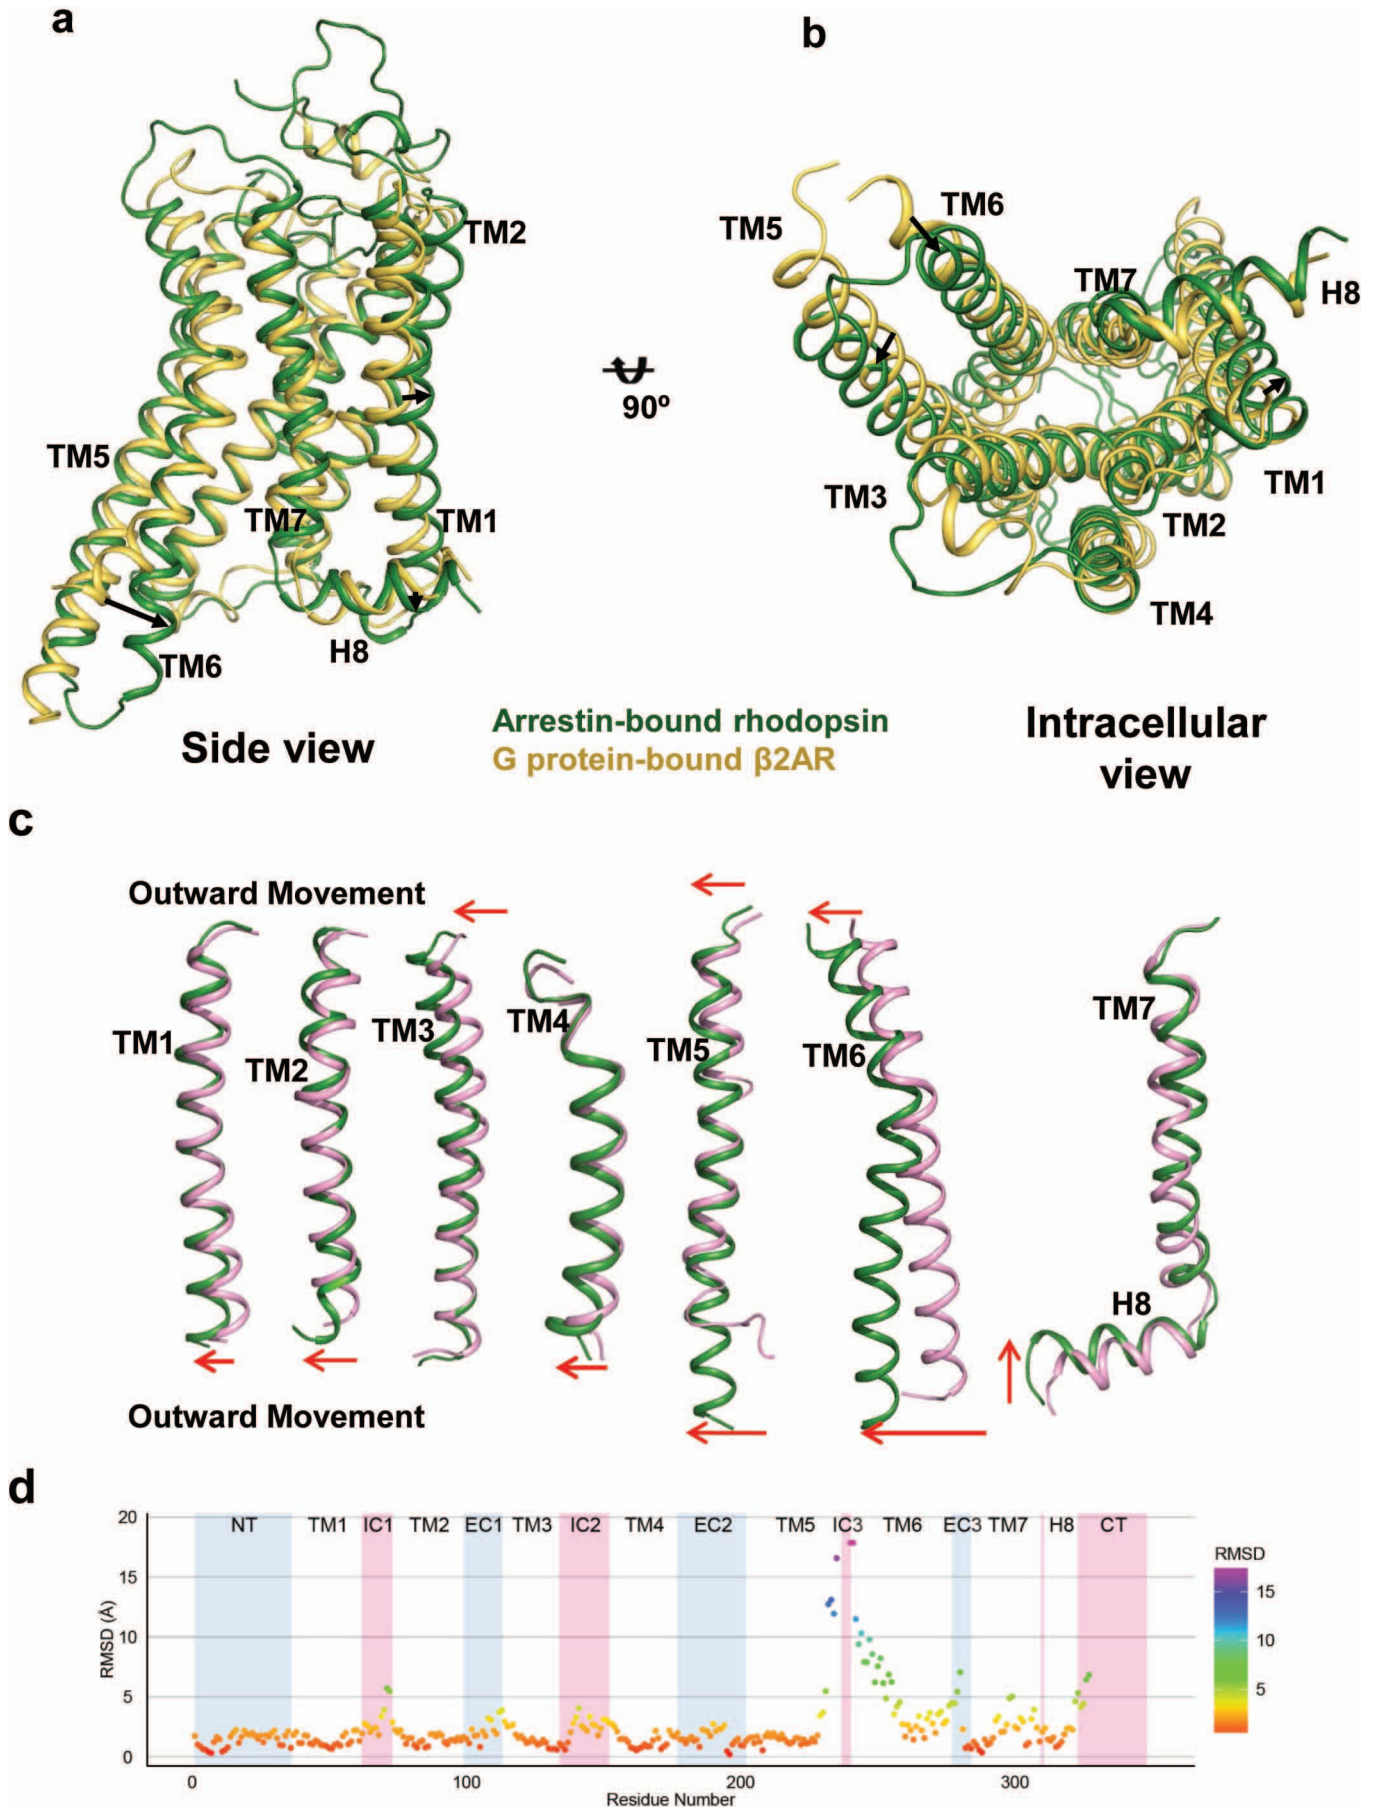 a
b
TM2
TM5
TM7
TM1
TM6
H8
Side view
90º
TM5
TM6
TM7
H8
TM3
TM1
TM2
TM4
Intracellular
view
Arrestin-bound rhodopsin
G protein-bound β2AR
c
Outward Movement
TM1
TM2
TM3
TM4
TM5
TM6
TM7
H8
Outward Movement
d
NT TM1 IC1 TM2 EC1 TM3 IC2 TM4 EC2 TM5 IC3 TM6 EC3 TM7 H8 CT
RMSD (Å)
20
15
10
5
0
0 100 200 300
Residue Number
RMSD
15
10
5